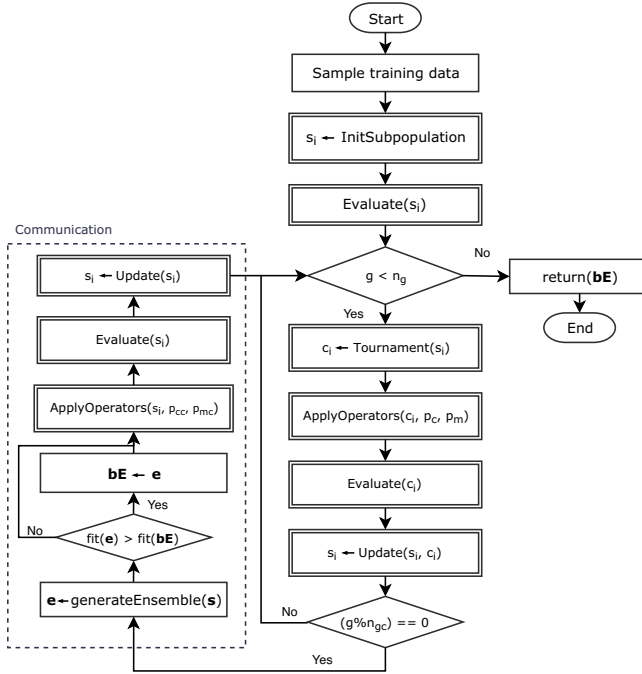 Start
Sample training data
sᵢ ← InitSubpopulation
Evaluate(sᵢ)
Communication
sᵢ ← Update(sᵢ)
g < n_g
No
return(bE)
End
Yes
Evaluate(sᵢ)
cᵢ ← Tournament(sᵢ)
ApplyOperators(sᵢ, p_cc, p_mc)
ApplyOperators(cᵢ, p_c, p_m)
bE ← e
Evaluate(cᵢ)
Yes
No
fit(e) > fit(bE)
sᵢ ← Update(sᵢ, cᵢ)
e←generateEnsemble(s)
No
(g%n_gc) == 0
Yes